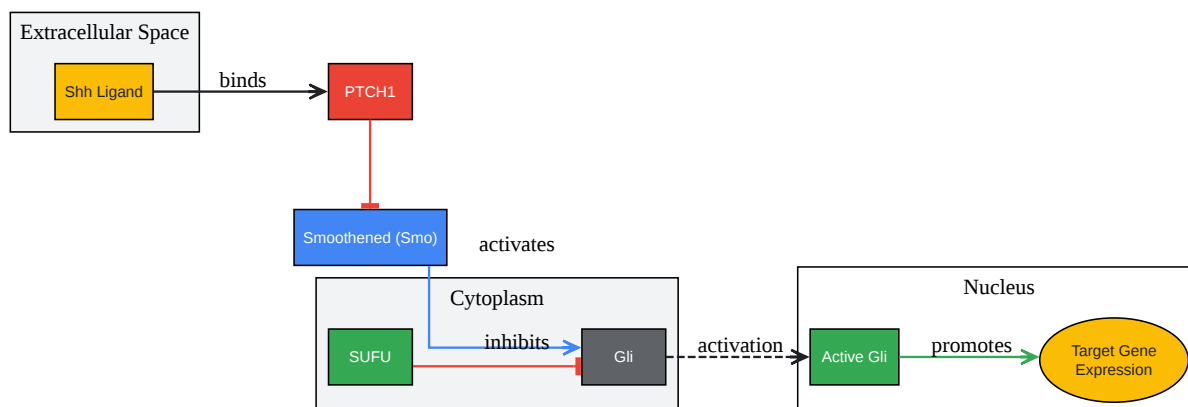 Extracellular Space
Shh Ligand
binds
PTCH1
Smoothened (Smo)
activates
Cytoplasm
Nucleus
SUFU
inhibits
Gli
activation
Active Gli
promotes
Target Gene
Expression